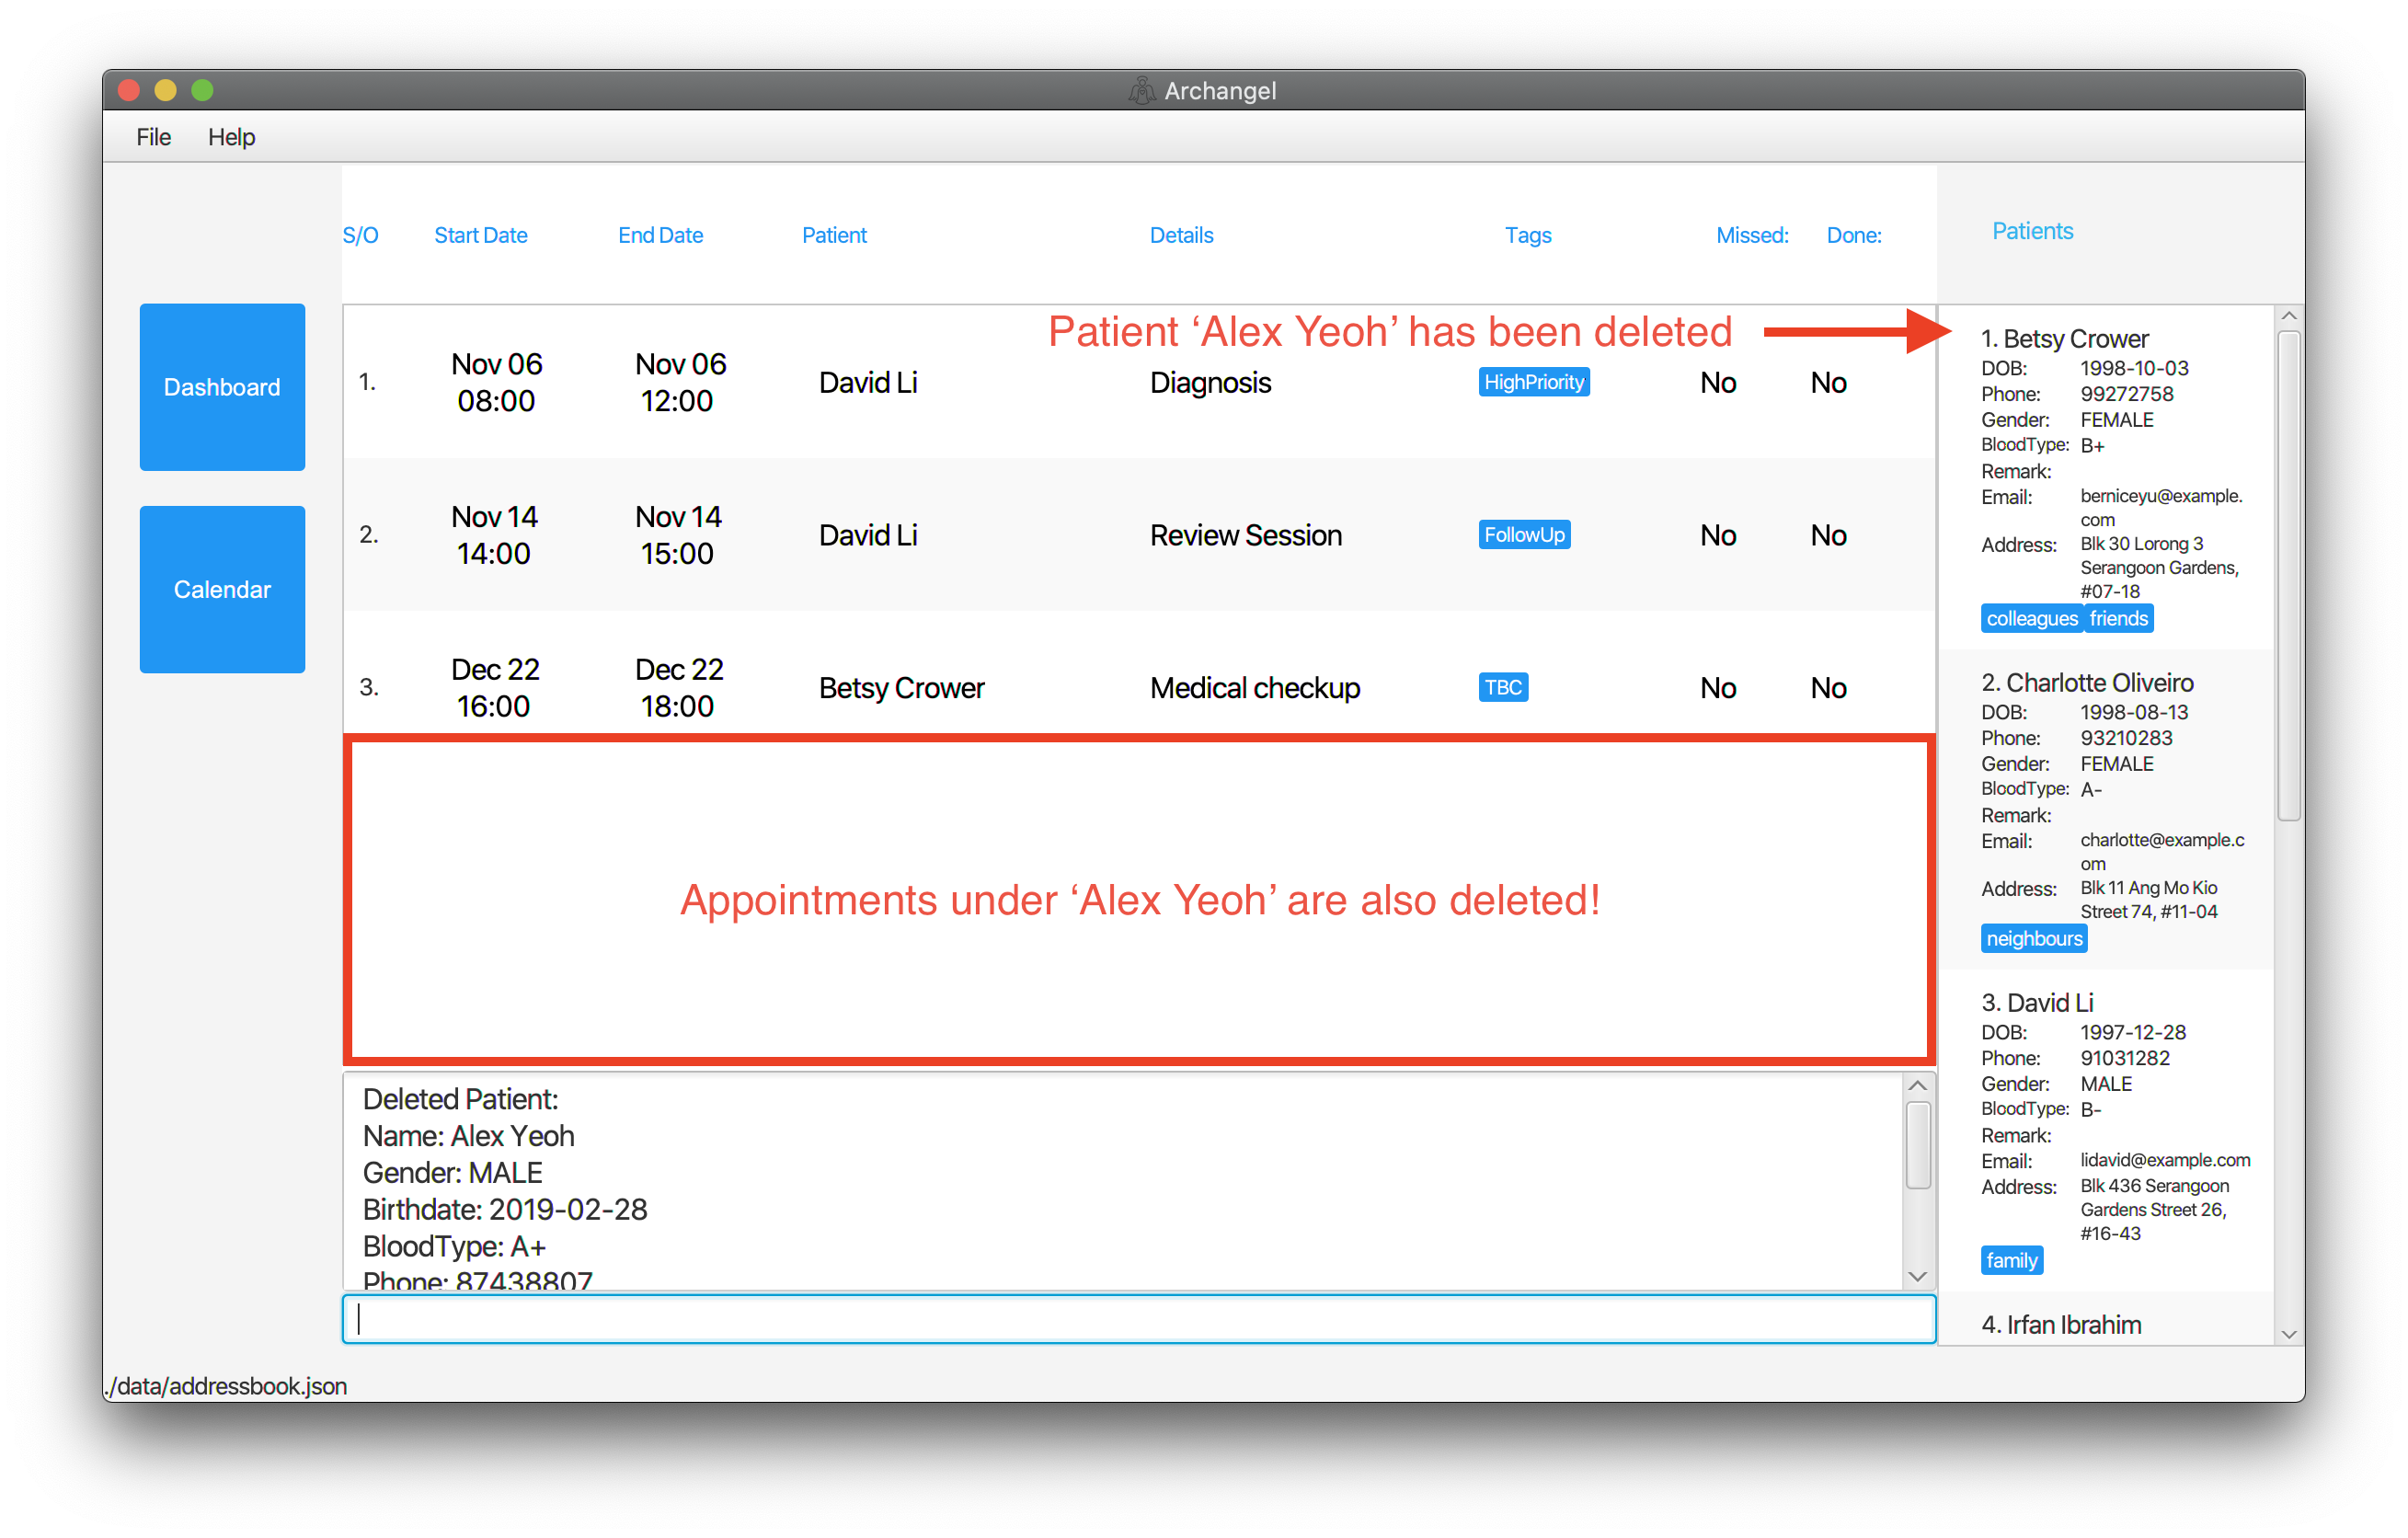 Archangel
File Help
S/O Start Date End Date Patient Details Tags Missed: Done:
Patients
Dashboard
Calendar
Patient ‘Alex Yeoh’ has been deleted
1. Nov 06 08:00 Nov 06 12:00 David Li Diagnosis HighPriority No No
2. Nov 14 14:00 Nov 14 15:00 David Li Review Session FollowUp No No
3. Dec 22 16:00 Dec 22 18:00 Betsy Crower Medical checkup TBC No No
Appointments under ‘Alex Yeoh’ are also deleted!
Deleted Patient:
Name: Alex Yeoh
Gender: MALE
Birthdate: 2019-02-28
BloodType: A+
Phone: 87438807
1. Betsy Crower
DOB: 1998-10-03
Phone: 99272758
Gender: FEMALE
BloodType: B+
Remark:
Email: berniceyu@example.
com
Address: Blk 30 Lorong 3
Serangoon Gardens,
#07-18
colleagues friends
2. Charlotte Oliveiro
DOB: 1998-08-13
Phone: 93210283
Gender: FEMALE
BloodType: A-
Remark:
Email: charlotte@example.c
om
Address: Blk 11 Ang Mo Kio
Street 74, #11-04
neighbours
3. David Li
DOB: 1997-12-28
Phone: 91031282
Gender: MALE
BloodType: B-
Remark:
Email: lidavid@example.com
Address: Blk 436 Serangoon
Gardens Street 26,
#16-43
family
4. Irfan Ibrahim
./data/addressbook.json